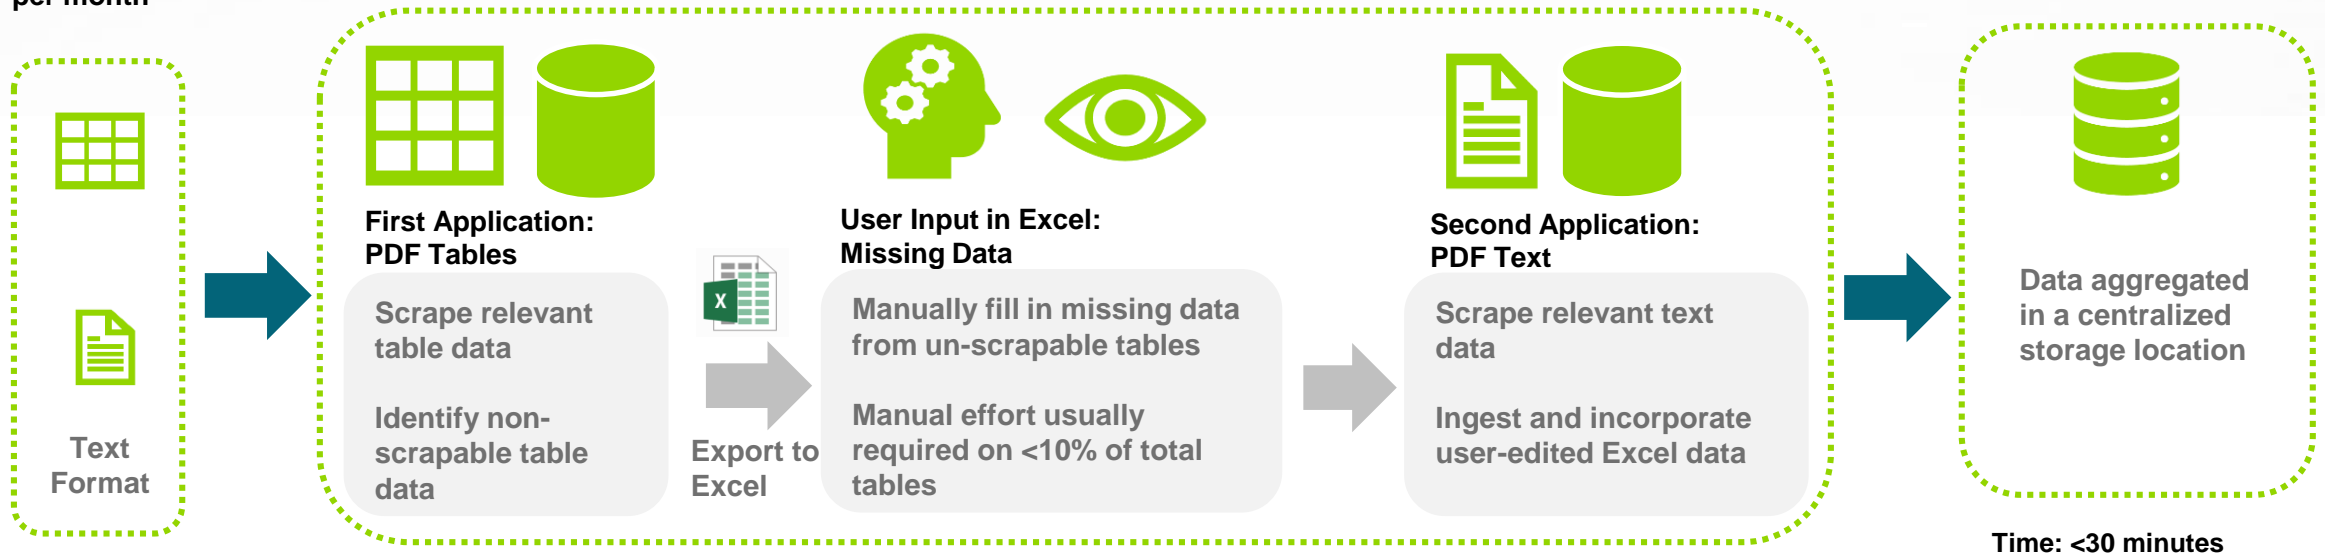 per month
Text
Format
First Application:
PDF Tables
Scrape relevant
table data
Identify non-
scrapable table
data
X
Export to
Excel
User Input in Excel:
Missing Data
Manually fill in missing data
from un-scrapable tables
Manual effort usually
required on <10% of total
tables
Second Application:
PDF Text
Scrape relevant text
data
Ingest and incorporate
user-edited Excel data
Data aggregated
in a centralized
storage location
Time: <30 minutes